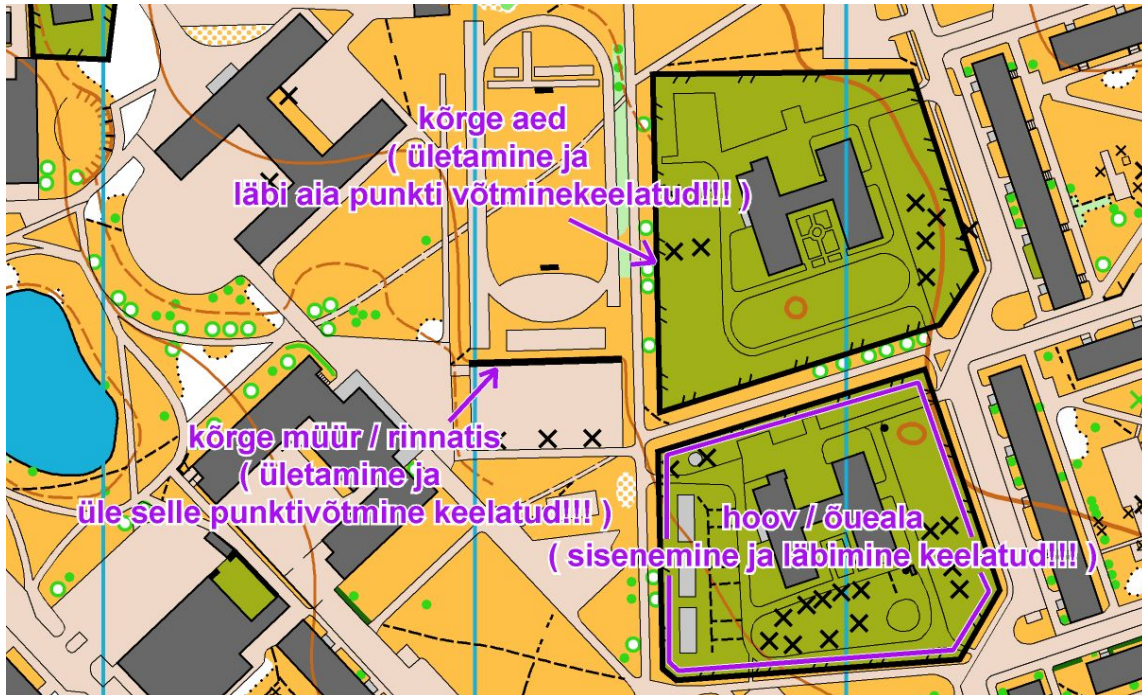 kõrge aed
( ületamine ja
läbi aia punkti võtminekeelatud!!! )
kõrge müür / rinnatis
( ületamine ja
üle selle punktivõtmine keelatud!!! )
hoov / õueala
( sisenemine ja läbimine keelatud!!! )